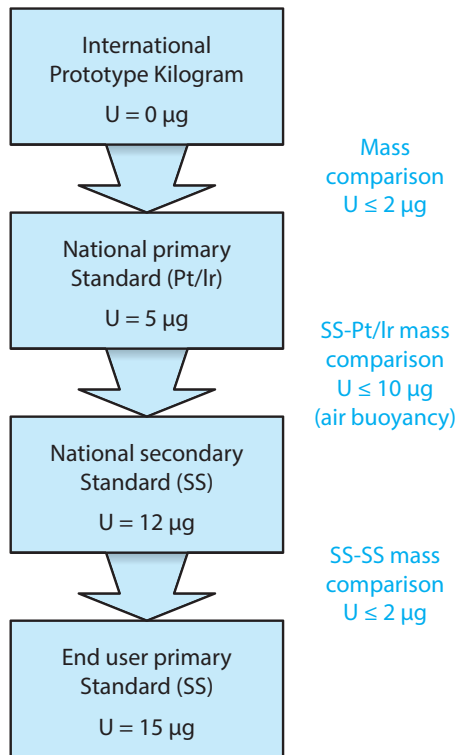 International
Prototype Kilogram
U = 0 µg
Mass
comparison
U ≤ 2 µg
National primary
Standard (Pt/Ir)
U = 5 µg
SS-Pt/Ir mass
comparison
U ≤ 10 µg
(air buoyancy)
National secondary
Standard (SS)
U = 12 µg
SS-SS mass
comparison
U ≤ 2 µg
End user primary
Standard (SS)
U = 15 µg